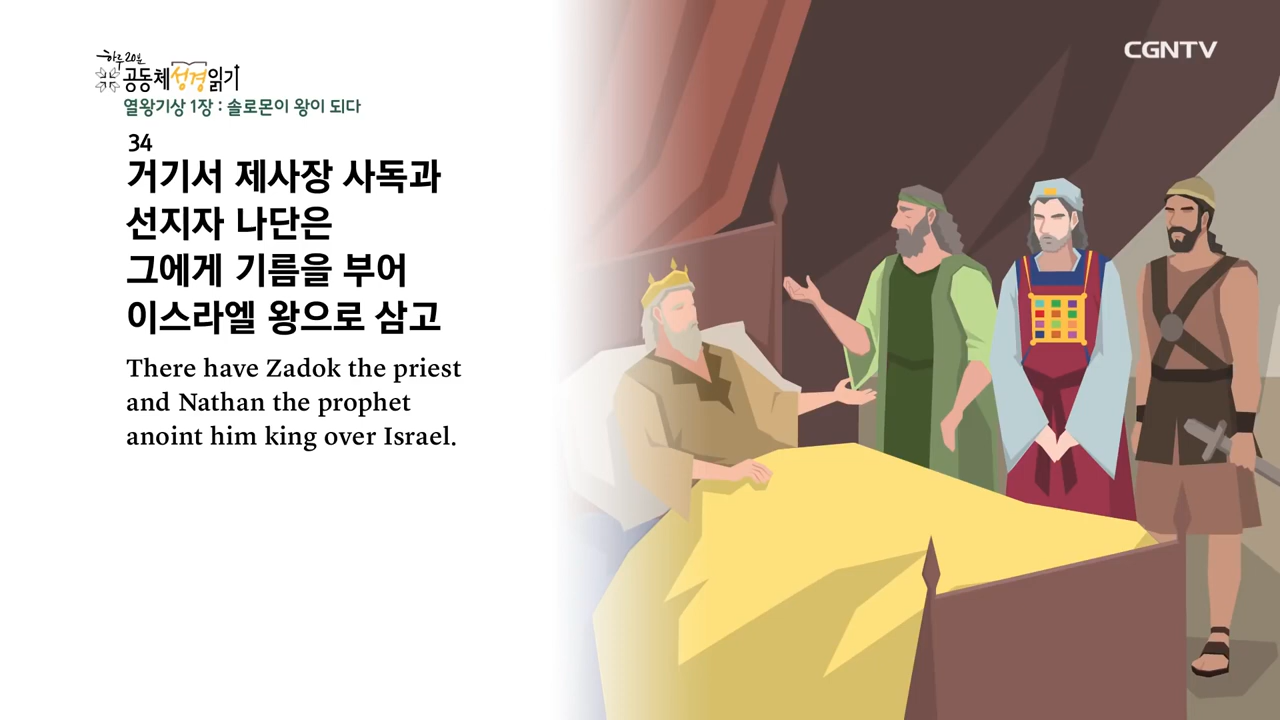 하루 20분
공동체성경읽기
열왕기상 1장 : 솔로몬이 왕이 되다
34
거기서 제사장 사독과
선지자 나단은
그에게 기름을 부어
이스라엘 왕으로 삼고
There have Zadok the priest
and Nathan the prophet
anoint him king over Israel.
CGNTV